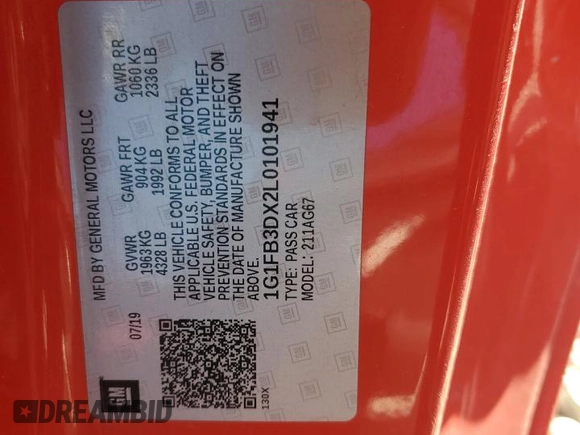 MFD BY GENERAL MOTORS LLC
07/19
GVWR
1963 KG
4328 LB
GAWR FRT
904 KG
1992 LB
GAWR RR
1060 KG
2336 LB
THIS VEHICLE CONFORMS TO ALL
APPLICABLE U.S. FEDERAL MOTOR
VEHICLE SAFETY, BUMPER, AND THEFT
PREVENTION STANDARDS IN EFFECT ON
THE DATE OF MANUFACTURE SHOWN
ABOVE.
1G1FB3DX2L0101941
TYPE: PASS CAR
MODEL: 211AG67
130X
GM
DREAMBID